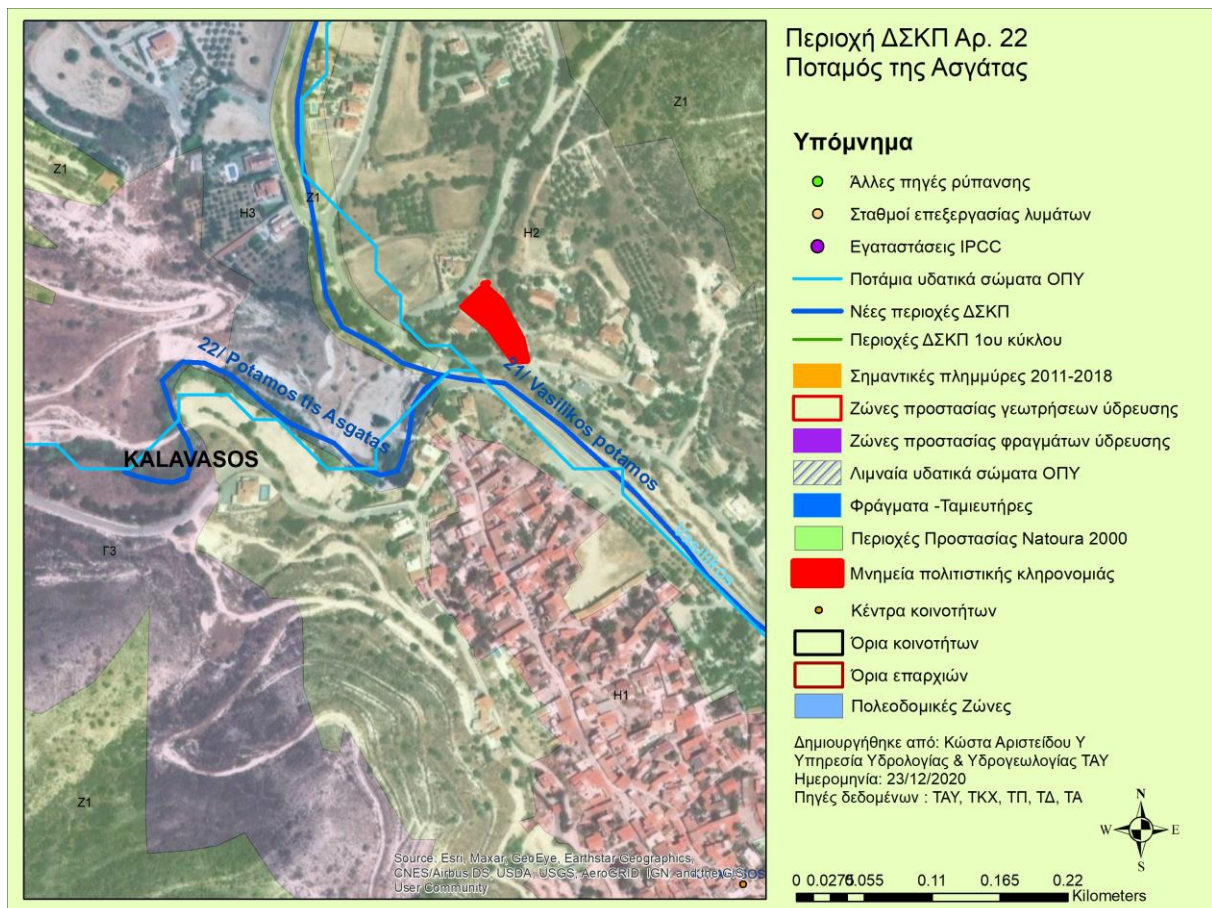 Περιοχή ΔΣΚΠ Αρ. 22
Ποταμός της Ασγάτας
Υπόμνημα
Άλλες πηγές ρύπανσης
Σταθμοί επεξεργασίας λυμάτων
Εγαταστάσεις IPCC
Ποτάμια υδατικά σώματα ΟΠΥ
Νέες περιοχές ΔΣΚΠ
Περιοχές ΔΣΚΠ 1ου κύκλου
Σημαντικές πλημμύρες 2011-2018
Ζώνες προστασίας γεωτρήσεων ύδρευσης
Ζώνες προστασίας φραγμάτων ύδρευσης
Λιμναία υδατικά σώματα ΟΠΥ
Φράγματα -Ταμιευτήρες
Περιοχές Προστασίας Natoura 2000
Μνημεία πολιτιστικής κληρονομιάς
Κέντρα κοινοτήτων
Όρια κοινοτήτων
Όρια επαρχιών
Πολεοδομικές Ζώνες
Δημιουργήθηκε από: Κώστα Αριστείδου Υ
Υπηρεσία Υδρολογίας & Υδρογεωλογίας ΤΑΥ
Ημερομηνία: 23/12/2020
Πηγές δεδομένων : ΤΑΥ, ΤΚΧ, ΤΠ, ΤΔ, ΤΑ
N
W E
S
0 0.0275 0.055 0.11 0.165 0.22
Kilometers
Z1
Z1
Z1
H3
H2
22/ Potamos tis Asgatas
21/ Vasilikos potamos
KALAVASOS
Γ3
H1
Z1
Source: Esri, Maxar, GeoEye, Earthstar Geographics,
CNES/Airbus DS, USDA, USGS, AeroGRID, IGN, and the GIS
User Community